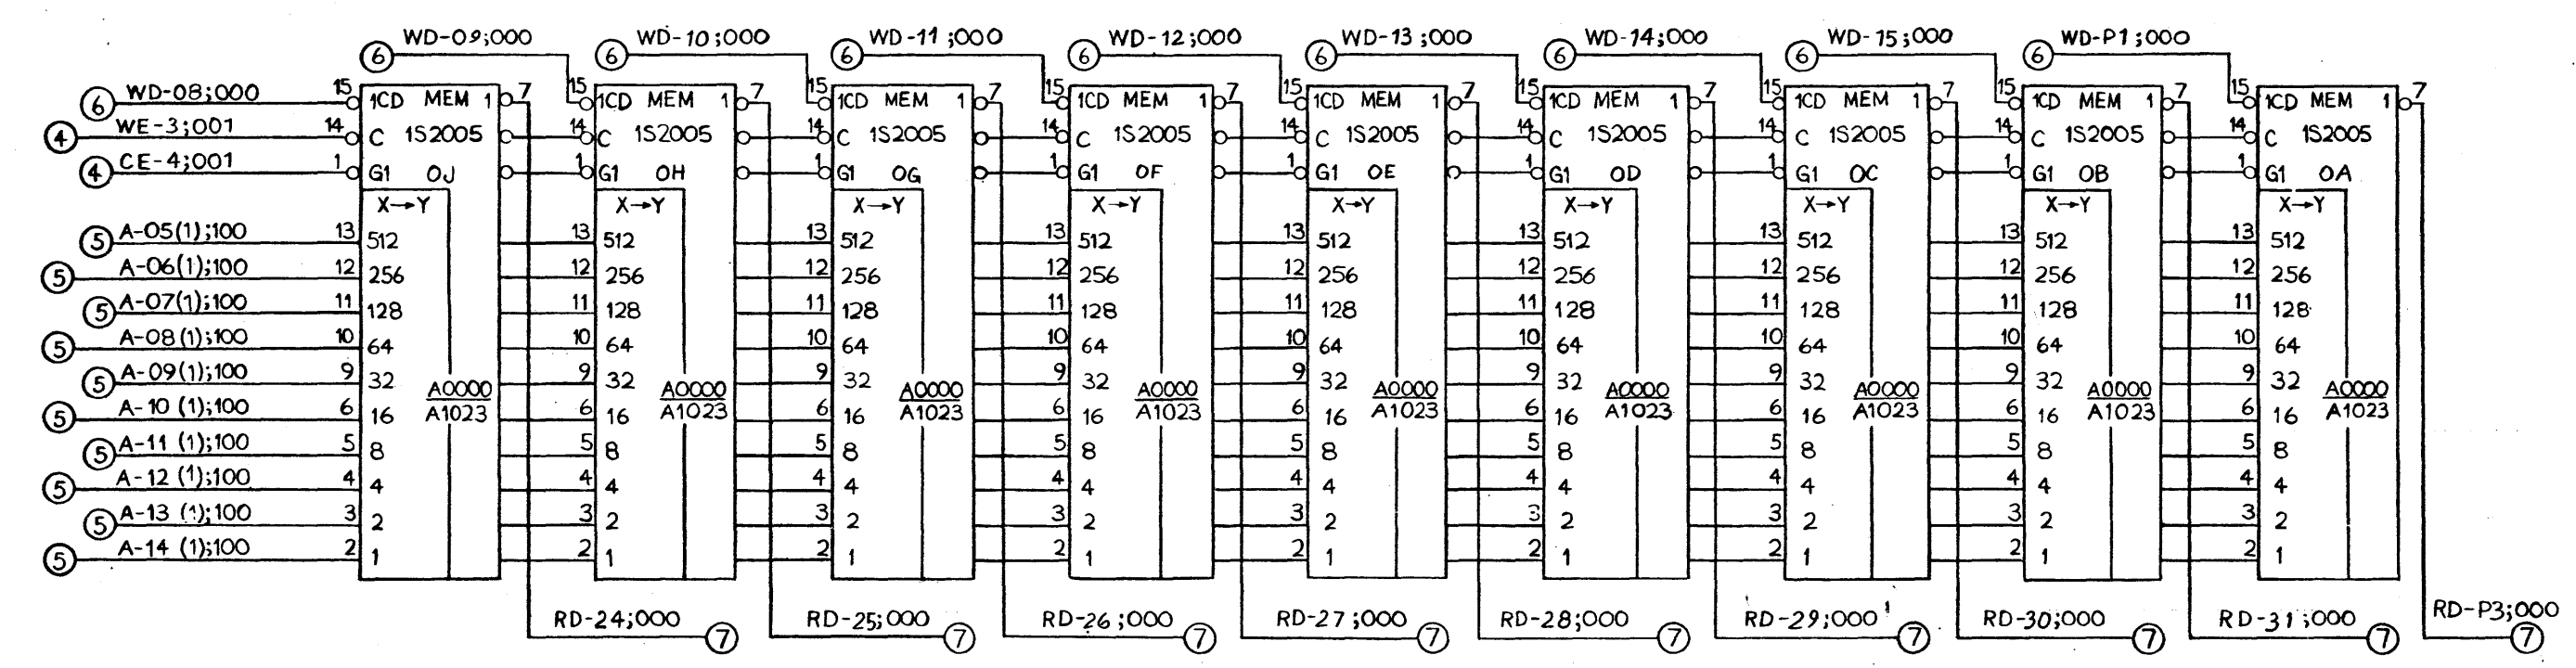 WD-09;000 WD-10;000 WD-11;000 WD-12;000 WD-13;000 WD-14;000 WD-15;000 WD-P1;000
6 6 6 6 6 6 6 6
6 WD-08;000 15 1CD MEM 1 7 15 1CD MEM 1 7 15 1CD MEM 1 7 15 1CD MEM 1 7 15 1CD MEM 1 7 15 1CD MEM 1 7 15 1CD MEM 1 7 15 1CD MEM 1 7 15 1CD MEM 1 7
4 WE-3;001 14 C 1S2005 14 C 1S2005 14 C 1S2005 14 C 1S2005 14 C 1S2005 14 C 1S2005 14 C 1S2005 14 C 1S2005 14 C 1S2005
4 CE-4;001 1 G1 OJ 1 G1 OH 1 G1 OG 1 G1 OF 1 G1 OE 1 G1 OD 1 G1 OC 1 G1 OB 1 G1 OA
X→Y X→Y X→Y X→Y X→Y X→Y X→Y X→Y X→Y
5 A-05(1);100 13 512 13 512 13 512 13 512 13 512 13 512 13 512 13 512 13 512
5 A-06(1);100 12 256 12 256 12 256 12 256 12 256 12 256 12 256 12 256 12 256
5 A-07(1);100 11 128 11 128 11 128 11 128 11 128 11 128 11 128 11 128 11 128
5 A-08(1);100 10 64 10 64 10 64 10 64 10 64 10 64 10 64 10 64 10 64
5 A-09(1);100 9 32 A0000 9 32 A0000 9 32 A0000 9 32 A0000 9 32 A0000 9 32 A0000 9 32 A0000 9 32 A0000 9 32 A0000
5 A-10 (1);100 6 16 A1023 6 16 A1023 6 16 A1023 6 16 A1023 6 16 A1023 6 16 A1023 6 16 A1023 6 16 A1023 6 16 A1023
5 A-11 (1);100 5 8 5 8 5 8 5 8 5 8 5 8 5 8 5 8 5 8
5 A-12 (1);100 4 4 4 4 4 4 4 4 4 4 4 4 4 4 4 4 4 4
5 A-13 (1);100 3 2 3 2 3 2 3 2 3 2 3 2 3 2 3 2 3 2
5 A-14 (1);100 2 1 2 1 2 1 2 1 2 1 2 1 2 1 2 1 2 1
RD-24;000 7 RD-25;000 7 RD-26;000 7 RD-27;000 7 RD-28;000 7 RD-29;000 7 RD-30;000 7 RD-31;000 7 RD-P3;000 7